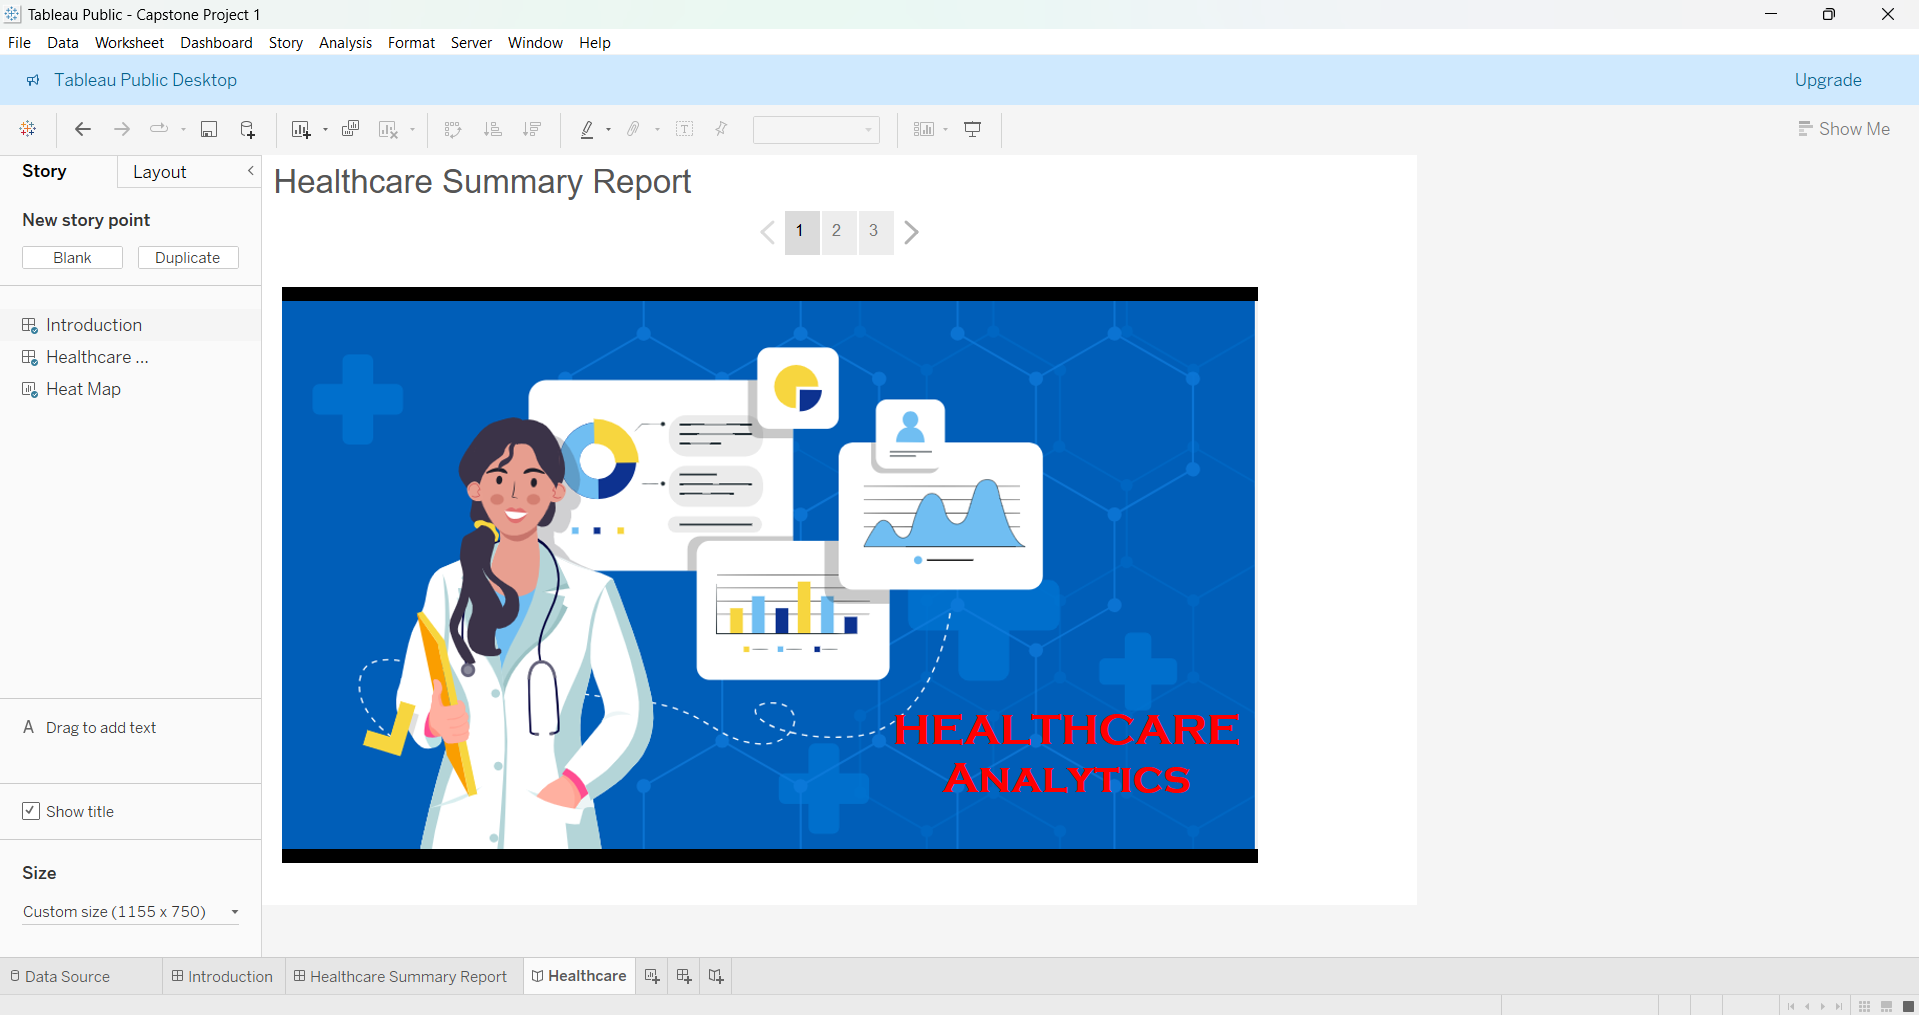 Tableau Public - Capstone Project 1
File Data Worksheet Dashboard Story Analysis Format Server Window Help
Tableau Public Desktop Upgrade
Show Me
Story Layout
Healthcare Summary Report
New story point
1 2 3
Blank Duplicate
Introduction
Healthcare ...
Heat Map
HEALTHCARE
ANALYTICS
A Drag to add text
Show title
Size
Custom size (1155 x 750)
Data Source Introduction Healthcare Summary Report Healthcare